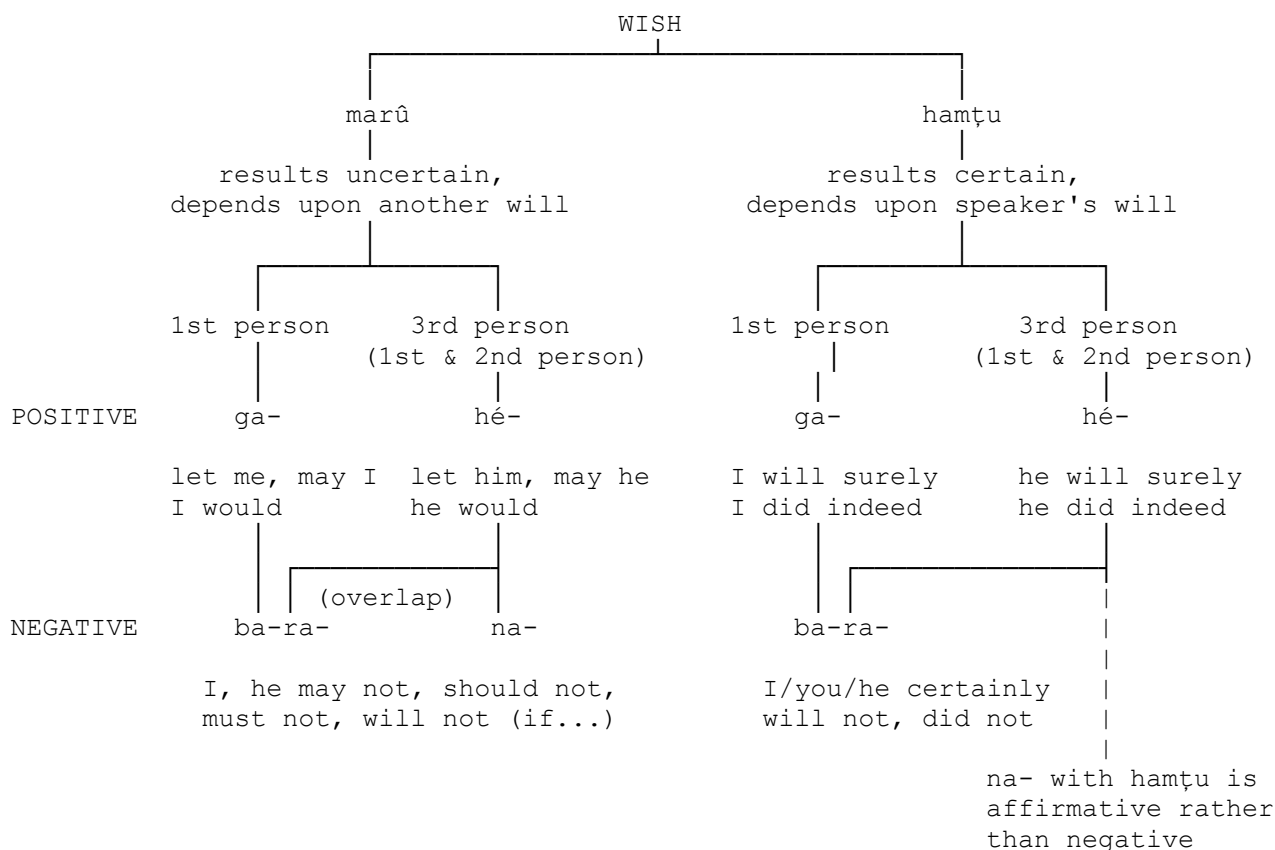 WISH
marû hamṭu
results uncertain, results certain,
depends upon another will depends upon speaker's will
1st person 3rd person 1st person 3rd person
(1st & 2nd person) (1st & 2nd person)
POSITIVE ga- hé- ga- hé-
let me, may I let him, may he I will surely he will surely
I would he would I did indeed he did indeed
(overlap)
NEGATIVE ba-ra- na- ba-ra-
I, he may not, should not, I/you/he certainly
must not, will not (if...) will not, did not
na- with hamṭu is
affirmative rather
than negative